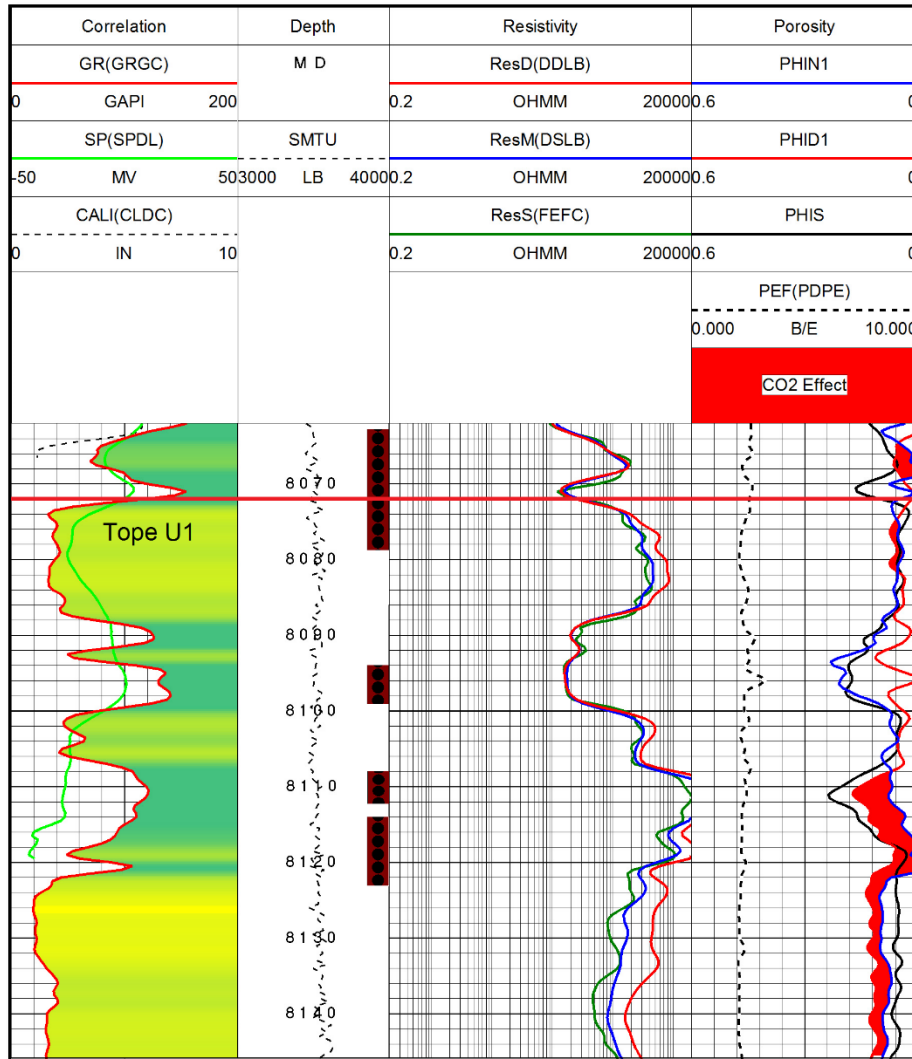 Correlation Depth Resistivity Porosity
GR(GRGC) M D ResD(DDLB) PHIN1
0 GAPI 200 0.2 OHMM 20000 0.6 0
SP(SPDL) SMTU ResM(DSLB) PHID1
-50 MV 50 3000 LB 4000 0.2 OHMM 20000 0.6 0
CALI(CLDC) ResS(FEFC) PHIS
0 IN 10 0.2 OHMM 20000 0.6 0
PEF(PDPE)
0.000 B/E 10.000
CO2 Effect
8070
Tope U1
8080
8090
8100
8110
8120
8130
8140